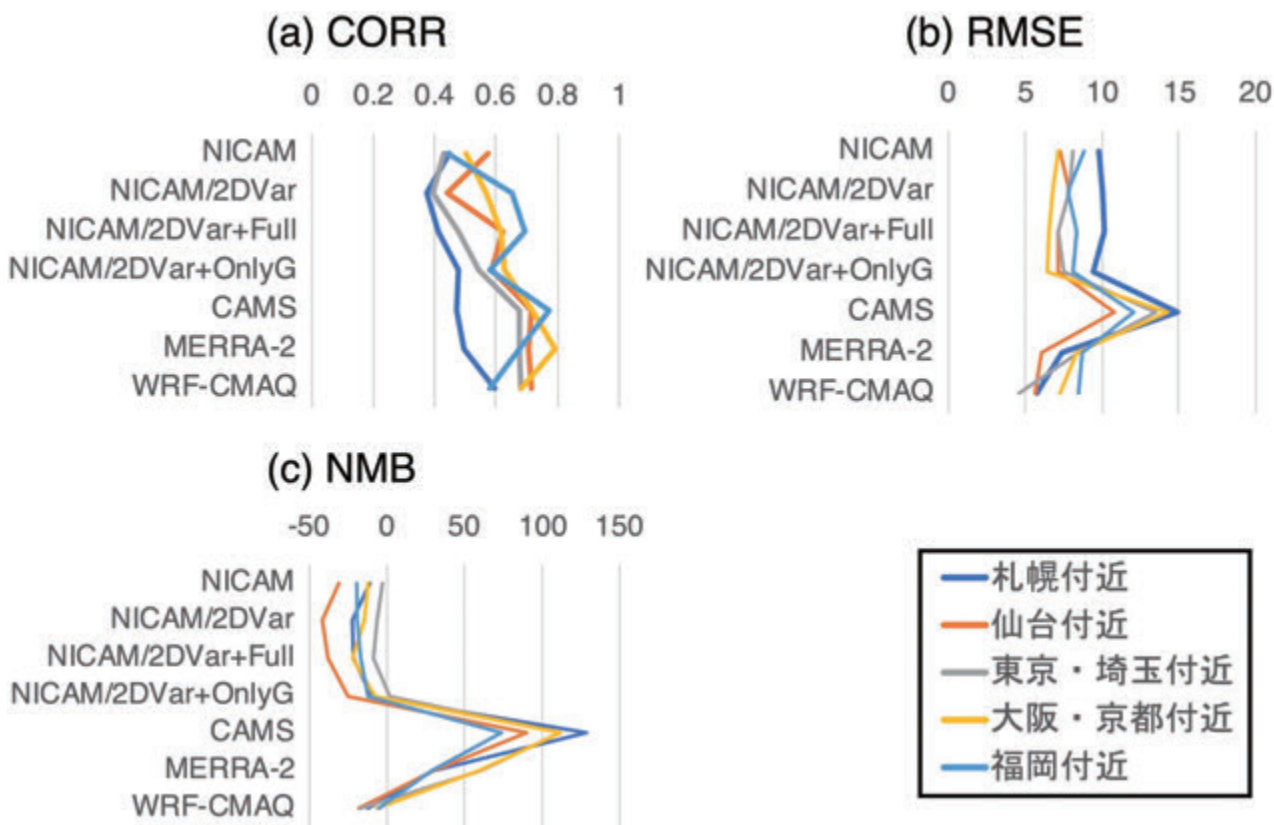 (a) CORR
0 0.2 0.4 0.6 0.8 1
NICAM
NICAM/2DVar
NICAM/2DVar+Full
NICAM/2DVar+OnlyG
CAMS
MERRA-2
WRF-CMAQ
(b) RMSE
0 5 10 15 20
NICAM
NICAM/2DVar
NICAM/2DVar+Full
NICAM/2DVar+OnlyG
CAMS
MERRA-2
WRF-CMAQ
(c) NMB
-50 0 50 100 150
NICAM
NICAM/2DVar
NICAM/2DVar+Full
NICAM/2DVar+OnlyG
CAMS
MERRA-2
WRF-CMAQ
札幌付近
仙台付近
東京・埼玉付近
大阪・京都付近
福岡付近